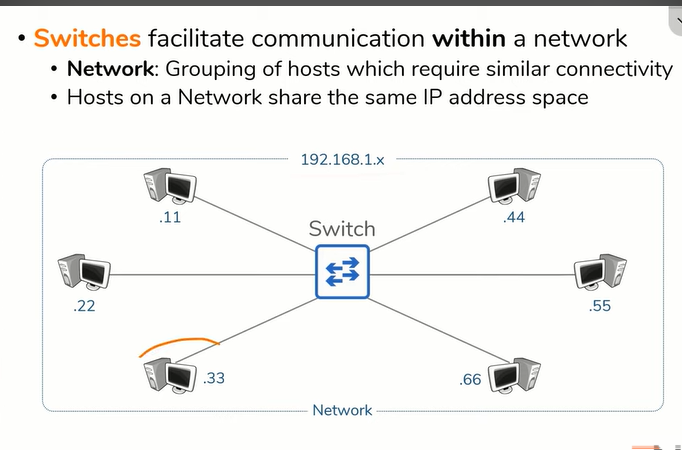 • Switches facilitate communication within a network
• Network: Grouping of hosts which require similar connectivity
• Hosts on a Network share the same IP address space
192.168.1.x
.11
.44
Switch
.22
.55
.33
.66
Network